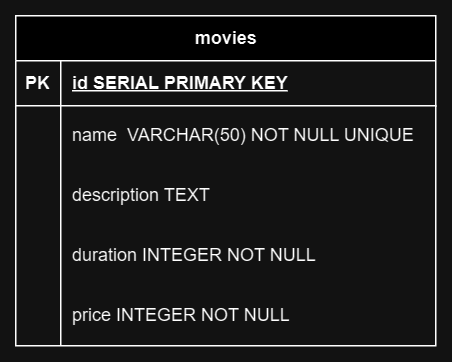 movies
PK id SERIAL PRIMARY KEY
name  VARCHAR(50) NOT NULL UNIQUE
description TEXT
duration INTEGER NOT NULL
price INTEGER NOT NULL